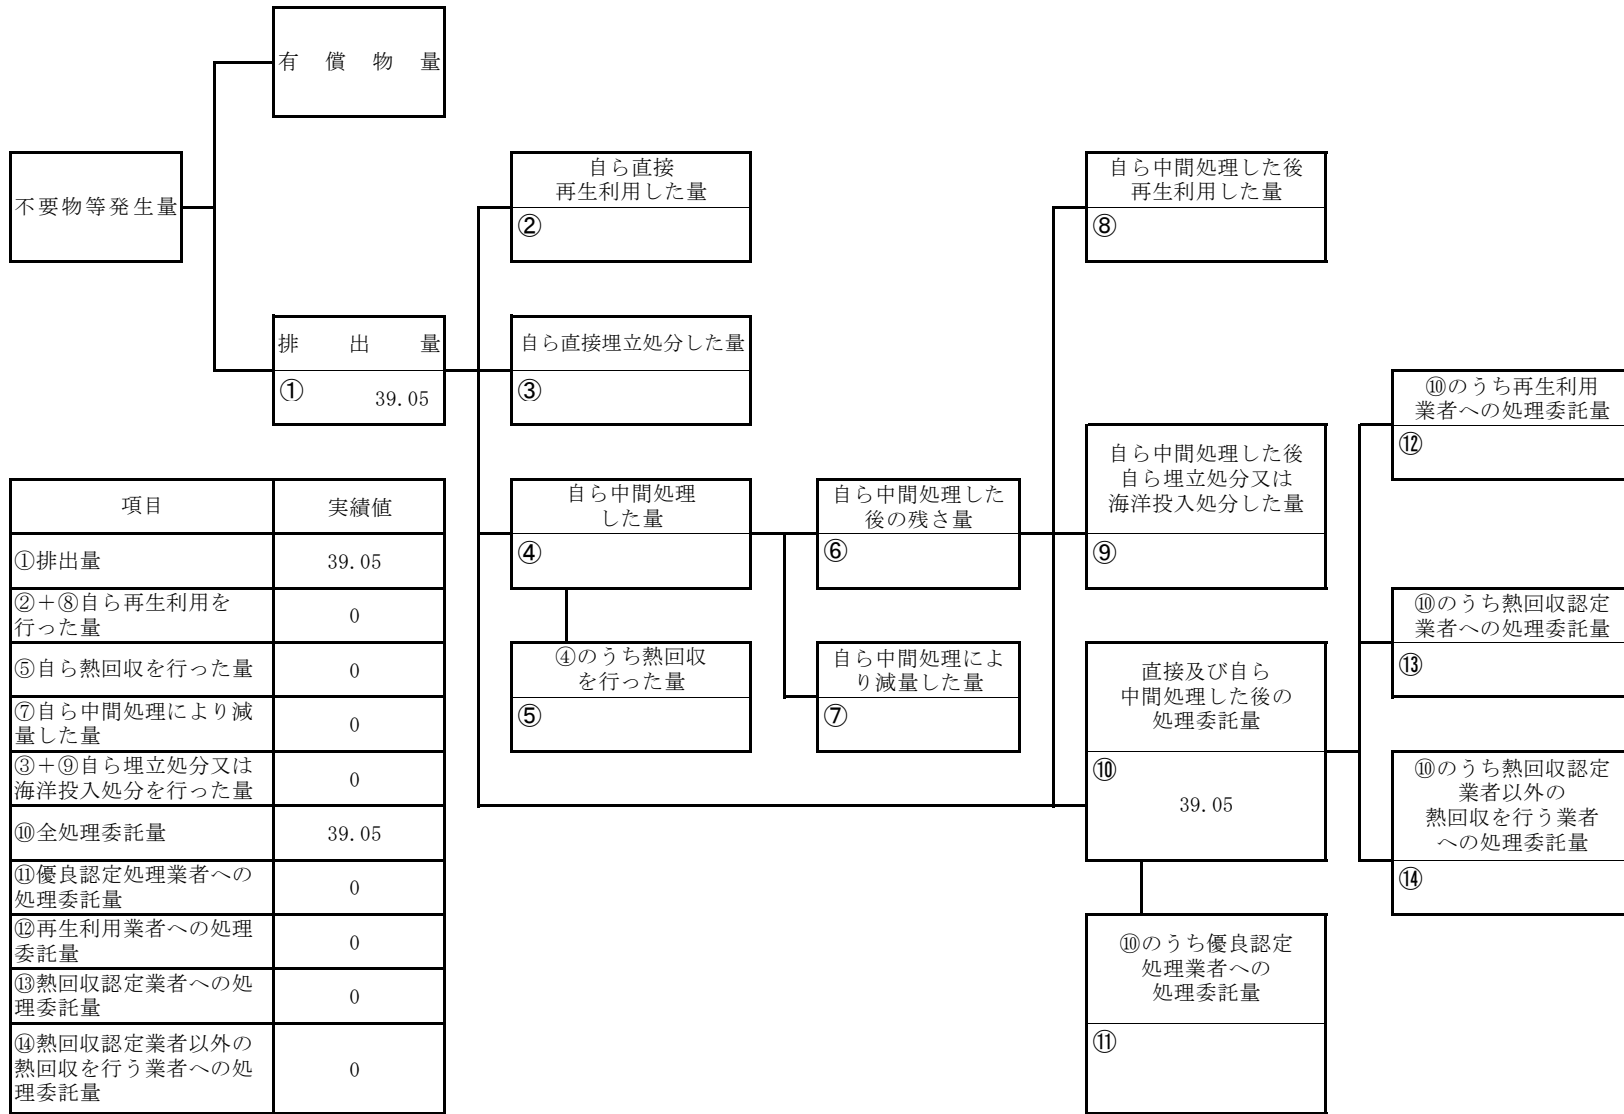 有償物量
不要物等発生量
排出量
① 39.05
自ら直接
再生利用した量
②
自ら直接埋立処分した量
③
自ら中間処理
した量
④
④のうち熱回収
を行った量
⑤
自ら中間処理した
後の残さ量
⑥
自ら中間処理によ
り減量した量
⑦
自ら中間処理した後
再生利用した量
⑧
自ら中間処理した後
自ら埋立処分又は
海洋投入処分した量
⑨
直接及び自ら
中間処理した後の
処理委託量
⑩
39.05
⑩のうち優良認定
処理業者への
処理委託量
⑪
⑩のうち再生利用
業者への処理委託量
⑫
⑩のうち熱回収認定
業者への処理委託量
⑬
⑩のうち熱回収認定
業者以外の
熱回収を行う業者
への処理委託量
⑭
項目 実績値
①排出量 39.05
②+⑧自ら再生利用を
行った量 0
⑤自ら熱回収を行った量 0
⑦自ら中間処理により減
量した量 0
③+⑨自ら埋立処分又は
海洋投入処分を行った量 0
⑩全処理委託量 39.05
⑪優良認定処理業者への
処理委託量 0
⑫再生利用業者への処理
委託量 0
⑬熱回収認定業者への処
理委託量 0
⑭熱回収認定業者以外の
熱回収を行う業者への処
理委託量 0